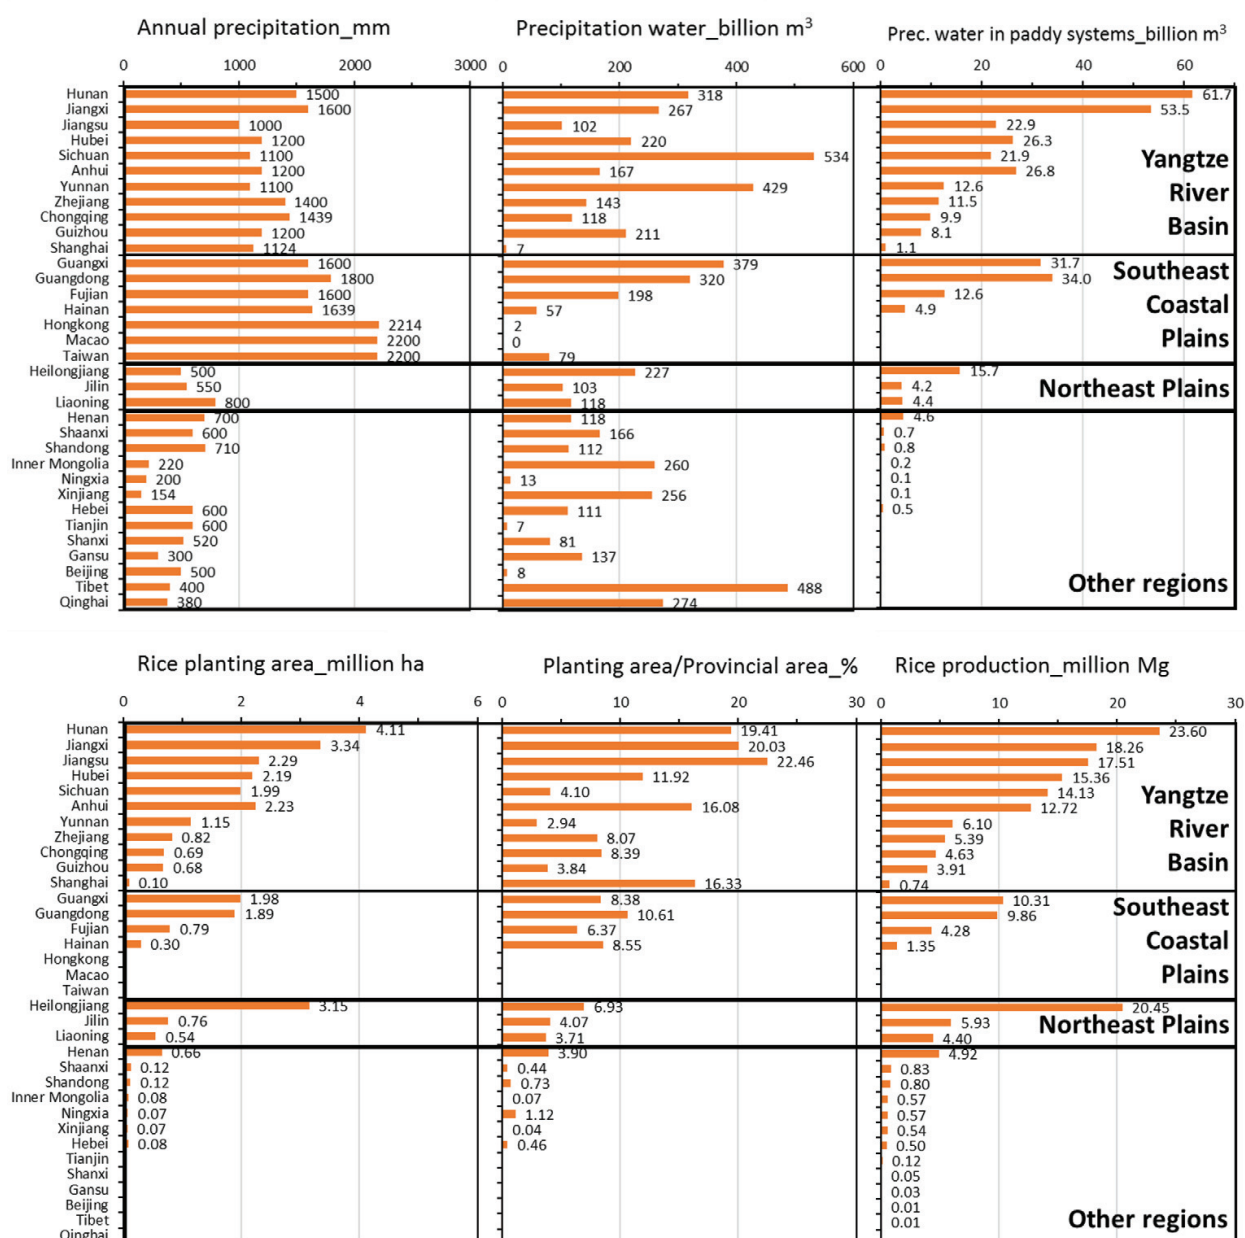 Annual precipitation_mm
Precipitation water_billion m³
Prec. water in paddy systems_billion m³
0 1000 2000 3000 0 200 400 600 0 20 40 60
Hunan 1500 318 61.7
Jiangxi 1600 267 53.5
Jiangsu 1000 102 22.9
Hubei 1200 220 26.3
Sichuan 1100 534 21.9
Anhui 1200 167 26.8
Yunnan 1100 429 12.6
Zhejiang 1400 143 11.5
Chongqing 1439 118 9.9
Guizhou 1200 211 8.1
Shanghai 1124 7 1.1
Yangtze
River
Basin
Guangxi 1600 379 31.7
Guangdong 1800 320 34.0
Fujian 1600 198 12.6
Hainan 1639 57 4.9
Hongkong 2214 2
Macao 2200 0
Taiwan 2200 79
Southeast
Coastal
Plains
Heilongjiang 500 227 15.7
Jilin 550 103 4.2
Liaoning 800 118 4.4
Northeast Plains
Henan 700 118 4.6
Shaanxi 600 166 0.7
Shandong 710 112 0.8
Inner Mongolia 220 260 0.2
Ningxia 200 13 0.1
Xinjiang 154 256 0.1
Hebei 600 111 0.5
Tianjin 600 7
Shanxi 520 81
Gansu 300 137
Beijing 500 8
Tibet 400 488
Qinghai 380 274
Other regions
Rice planting area_million ha
Planting area/Provincial area_%
Rice production_million Mg
0 2 4 6 0 10 20 30 0 10 20 30
Hunan 4.11 19.41 23.60
Jiangxi 3.34 20.03 18.26
Jiangsu 2.29 22.46 17.51
Hubei 2.19 11.92 15.36
Sichuan 1.99 4.10 14.13
Anhui 2.23 16.08 12.72
Yunnan 1.15 2.94 6.10
Zhejiang 0.82 8.07 5.39
Chongqing 0.69 8.39 4.63
Guizhou 0.68 3.84 3.91
Shanghai 0.10 16.33 0.74
Yangtze
River
Basin
Guangxi 1.98 8.38 10.31
Guangdong 1.89 10.61 9.86
Fujian 0.79 6.37 4.28
Hainan 0.30 8.55 1.35
Hongkong
Macao
Taiwan
Southeast
Coastal
Plains
Heilongjiang 3.15 6.93 20.45
Jilin 0.76 4.07 5.93
Liaoning 0.54 3.71 4.40
Northeast Plains
Henan 0.66 3.90 4.92
Shaanxi 0.12 0.44 0.83
Shandong 0.12 0.73 0.80
Inner Mongolia 0.08 0.07 0.57
Ningxia 0.07 1.12 0.57
Xinjiang 0.07 0.04 0.54
Hebei 0.08 0.46 0.50
Tianjin 0.12
Shanxi 0.05
Gansu 0.03
Beijing 0.01
Tibet 0.01
Qinghai
Other regions